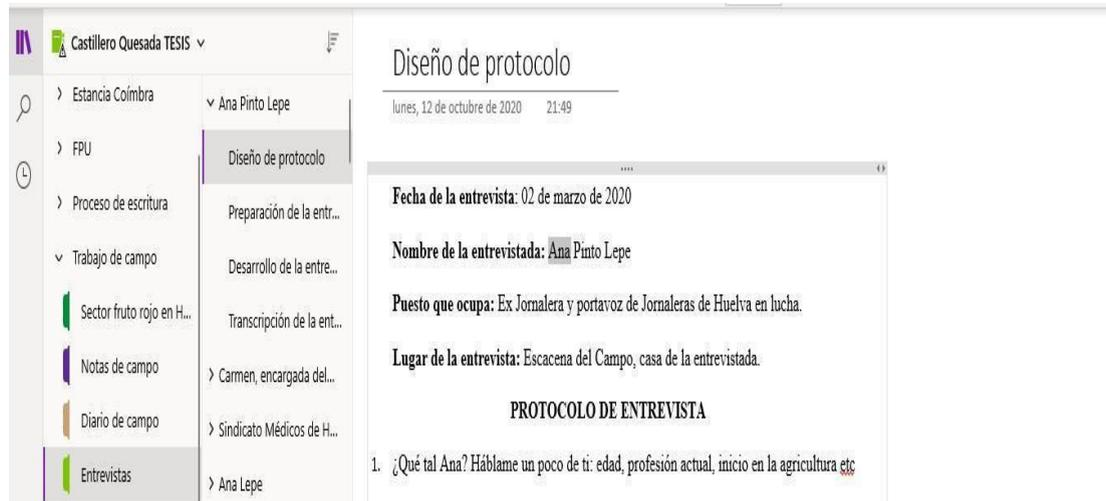 Castillero Quesada TESIS
Estancia Coímbra
FPU
Proceso de escritura
Trabajo de campo
Sector fruto rojo en H...
Notas de campo
Diario de campo
Entrevistas
Ana Pinto Lepe
Diseño de protocolo
Preparación de la entr...
Desarrollo de la entre...
Transcripción de la ent...
Carmen, encargada del...
Sindicato Médicos de H...
Ana Lepe
Diseño de protocolo
lunes, 12 de octubre de 2020 21:49
Fecha de la entrevista: 02 de marzo de 2020
Nombre de la entrevistada: Ana Pinto Lepe
Puesto que ocupa: Ex Jornalera y portavoz de Jornaleras de Huelva en lucha.
Lugar de la entrevista: Escacena del Campo, casa de la entrevistada.
PROTOCOLO DE ENTREVISTA
1. ¿Qué tal Ana? Háblame un poco de ti: edad, profesión actual, inicio en la agricultura etc